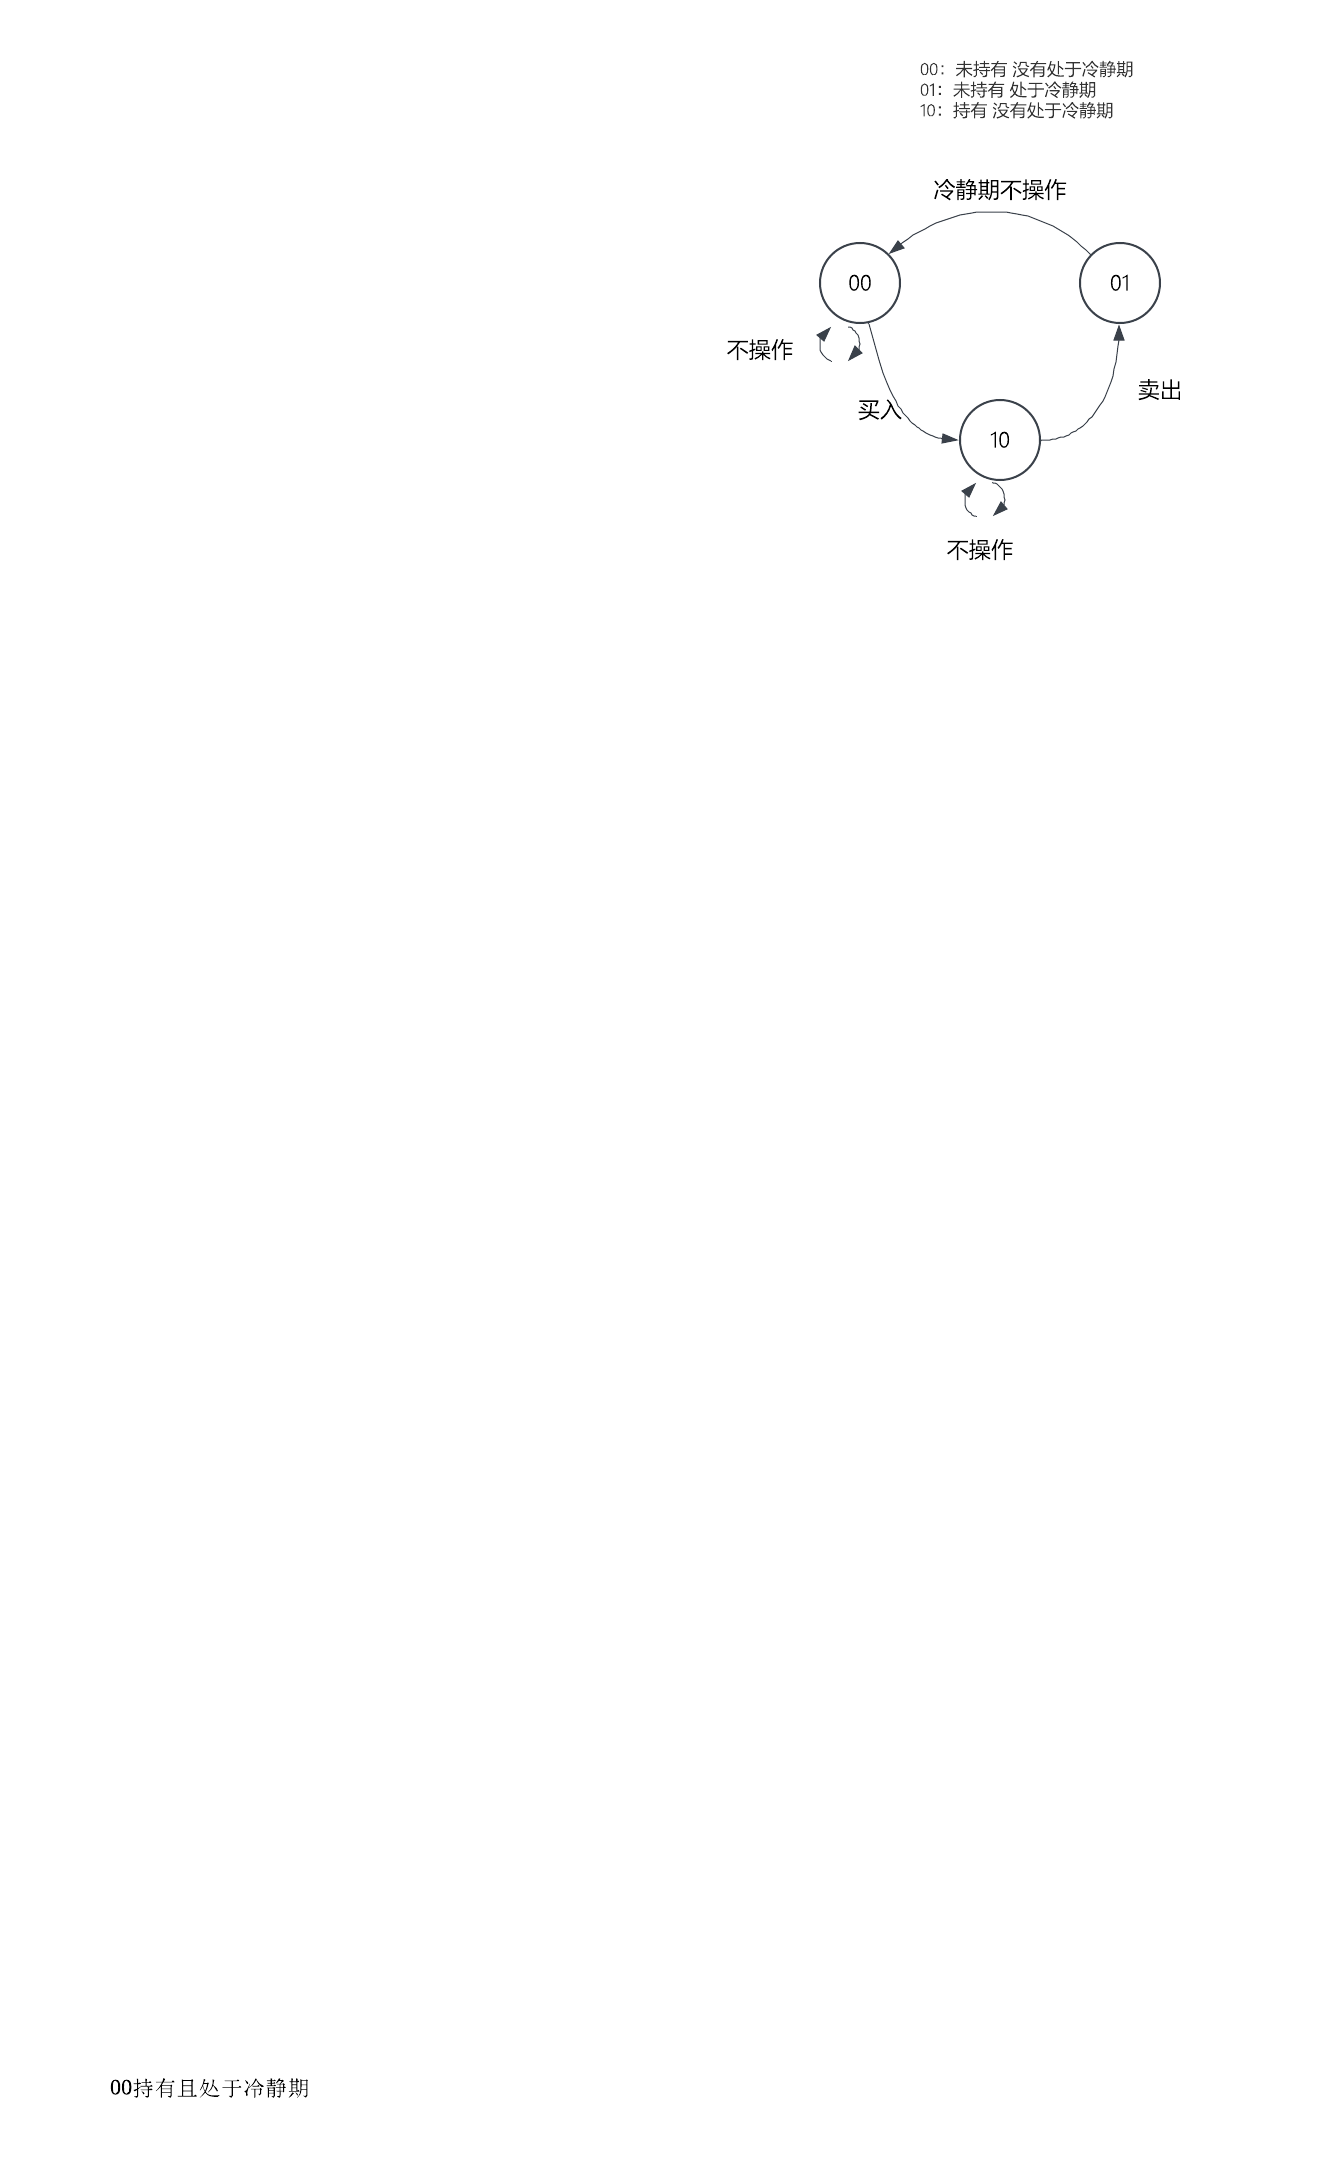 00：未持有 没有处于冷静期
01：未持有 处于冷静期
10：持有 没有处于冷静期
冷静期不操作
00
01
不操作
卖出
买入
10
不操作
00持有且处于冷静期